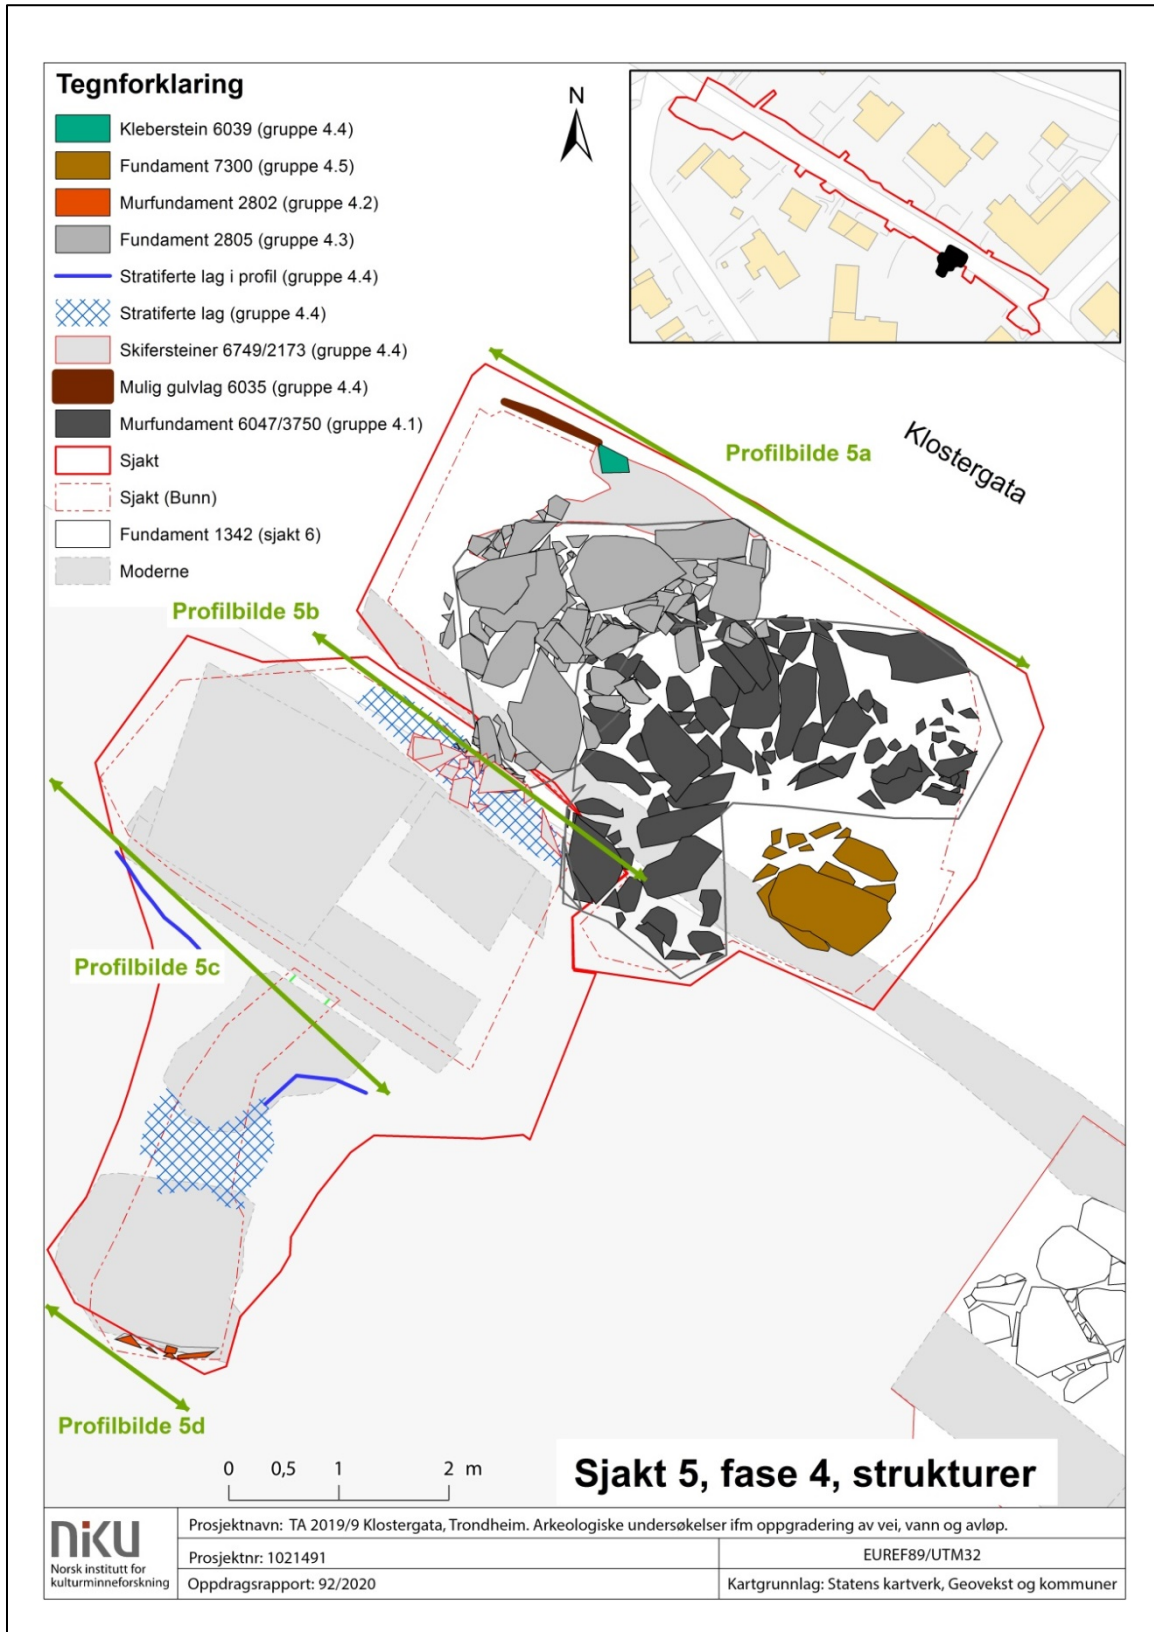 Tegnforklaring
Kleberstein 6039 (gruppe 4.4)
Fundament 7300 (gruppe 4.5)
Murfundament 2802 (gruppe 4.2)
Fundament 2805 (gruppe 4.3)
Stratiferte lag i profil (gruppe 4.4)
Stratiferte lag (gruppe 4.4)
Skifersteiner 6749/2173 (gruppe 4.4)
Mulig gulvlag 6035 (gruppe 4.4)
Murfundament 6047/3750 (gruppe 4.1)
Sjakt
Sjakt (Bunn)
Fundament 1342 (sjakt 6)
Moderne
N
Klostergata
Profilbilde 5a
Profilbilde 5b
Profilbilde 5c
Profilbilde 5d
0 0,5 1 2 m
Sjakt 5, fase 4, strukturer
NIKU
Norsk institutt for
kulturminneforskning
Prosjektnavn: TA 2019/9 Klostergata, Trondheim. Arkeologiske undersøkelser ifm oppgradering av vei, vann og avløp.
Prosjektnr: 1021491
EUREF89/UTM32
Oppdragsrapport: 92/2020
Kartgrunnlag: Statens kartverk, Geovekst og kommuner